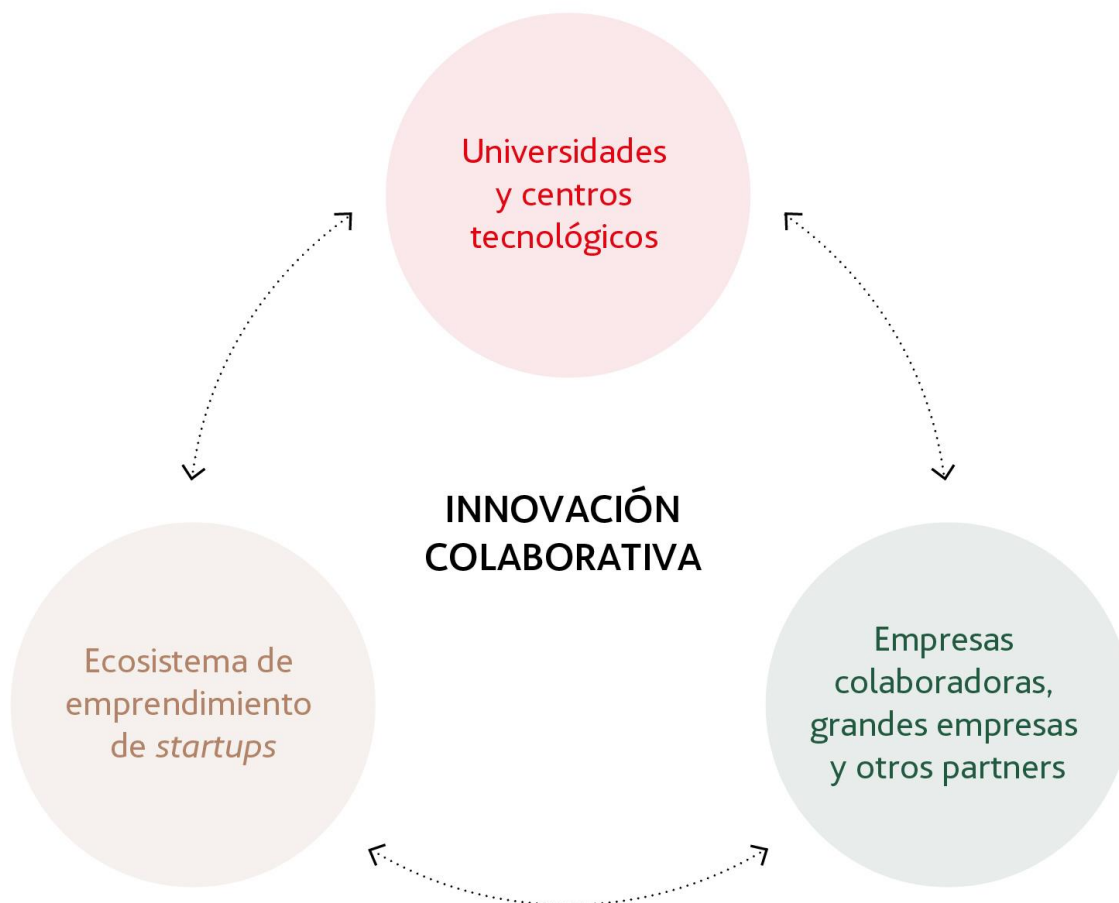 Universidades
y centros
tecnológicos
INNOVACIÓN
COLABORATIVA
Ecosistema de
emprendimiento
de startups
Empresas
colaboradoras,
grandes empresas
y otros partners